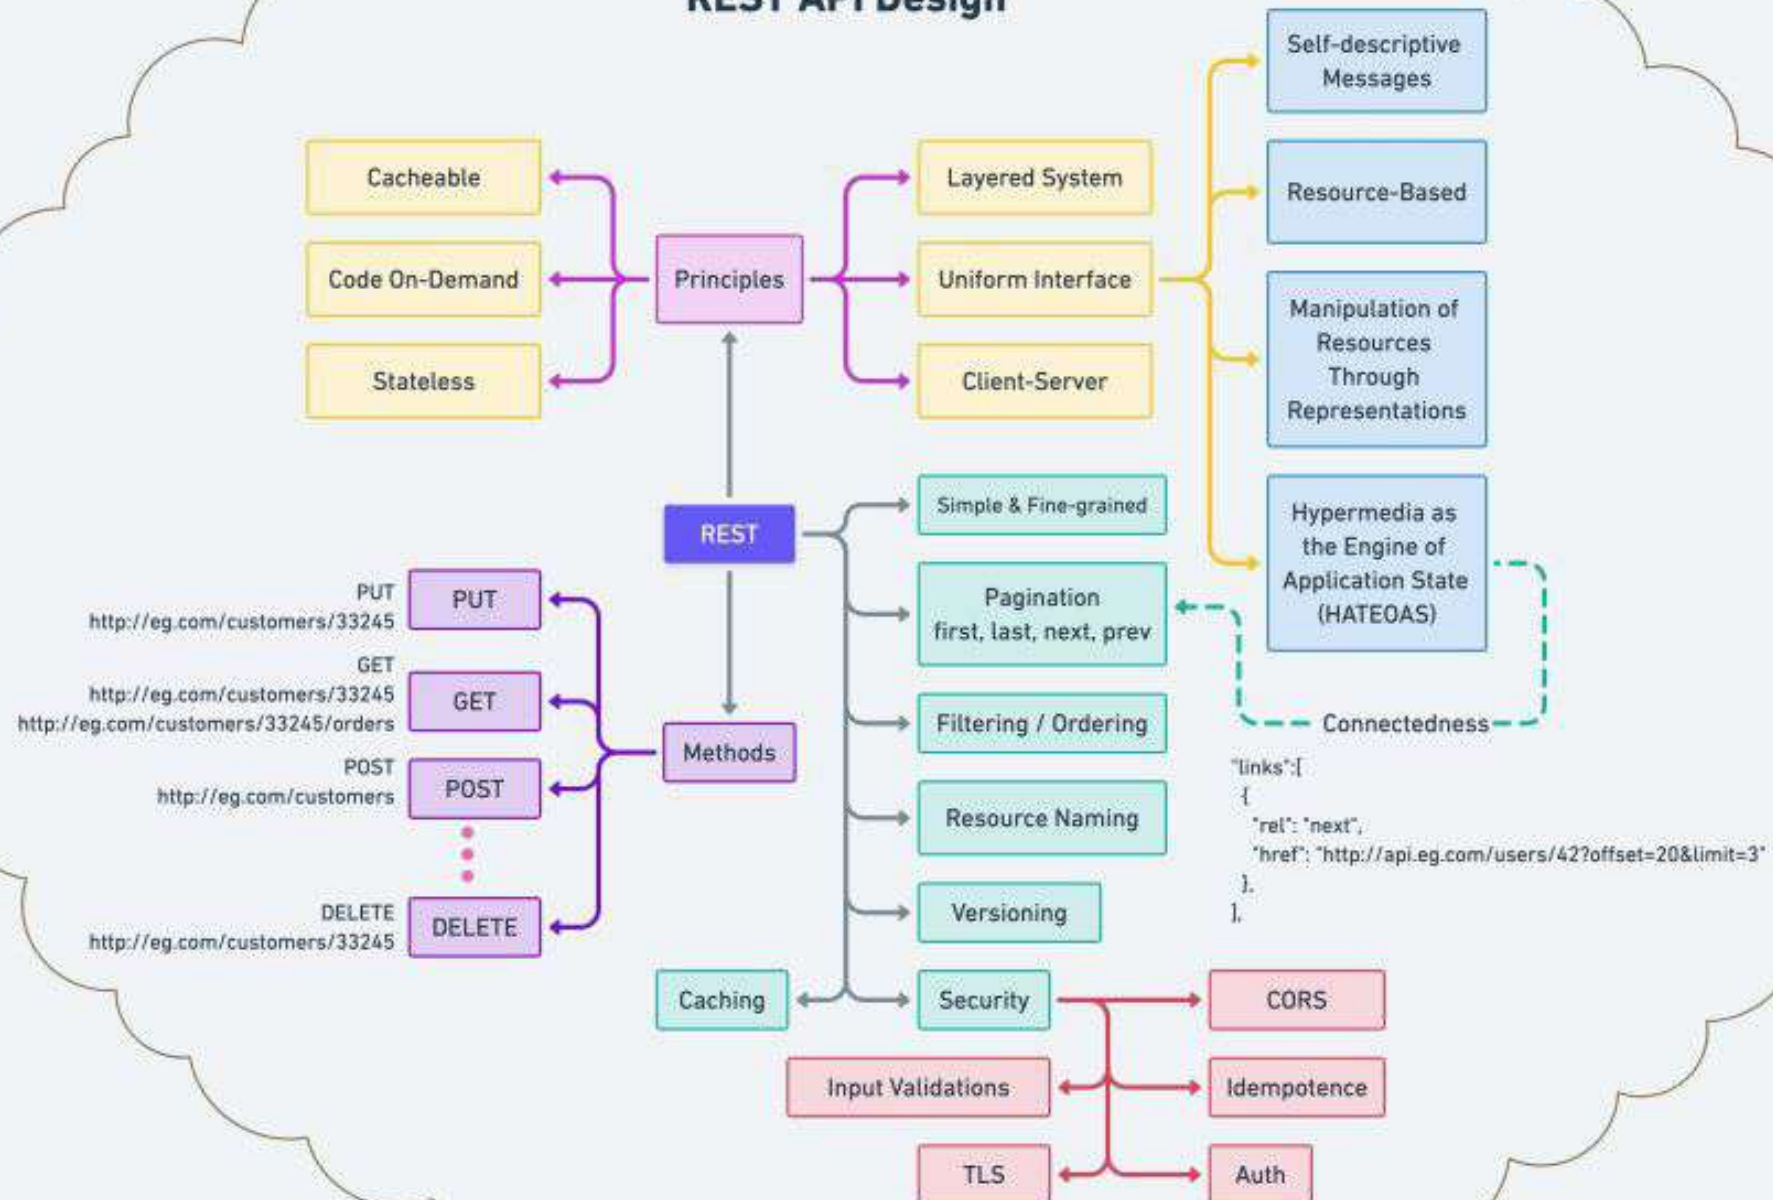 REST API Design
Self-descriptive
Messages
Cacheable
Layered System
Resource-Based
Code On-Demand
Principles
Uniform Interface
Manipulation of
Resources
Through
Representations
Stateless
Client-Server
Simple & Fine-grained
REST
Hypermedia as
the Engine of
Application State
(HATEOAS)
Pagination
first, last, next, prev
PUT
http://eg.com/customers/33245
PUT
GET
http://eg.com/customers/33245
http://eg.com/customers/33245/orders
GET
Filtering / Ordering
Connectedness
Methods
POST
http://eg.com/customers
POST
"links":[
{
"rel": "next",
"href": "http://api.eg.com/users/42?offset=20&limit=3"
},
],
Resource Naming
DELETE
http://eg.com/customers/33245
DELETE
Versioning
Caching
Security
CORS
Input Validations
Idempotence
TLS
Auth